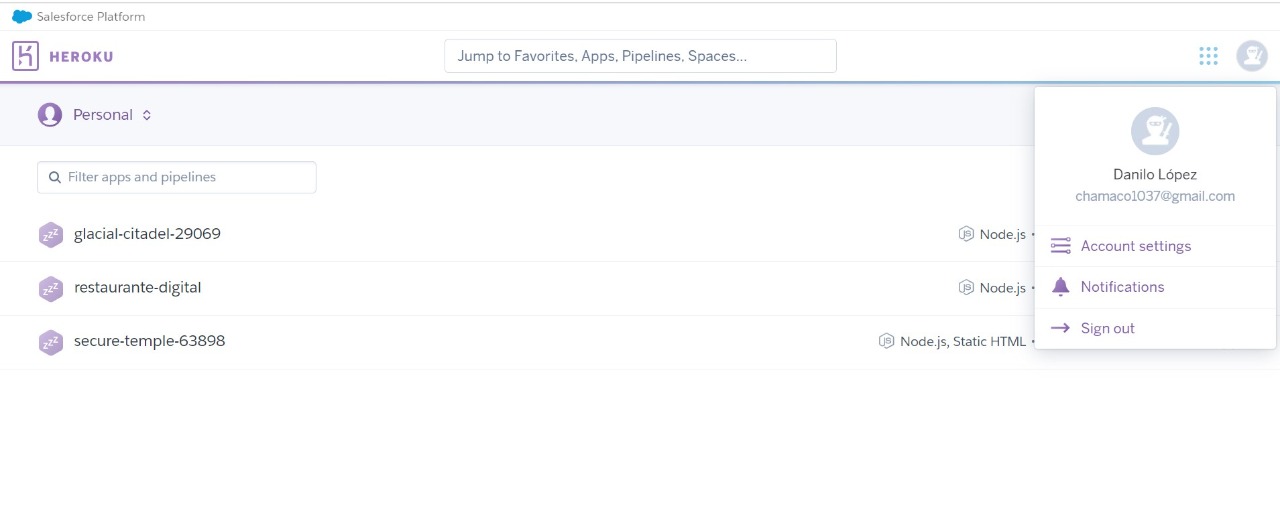 Salesforce Platform
HEROKU
Jump to Favorites, Apps, Pipelines, Spaces...
Personal
Danilo López
chamaco1037@gmail.com
Filter apps and pipelines
glacial-citadel-29069
Node.js •
Account settings
restaurante-digital
Node.js •
Notifications
secure-temple-63898
Node.js, Static HTML •
Sign out